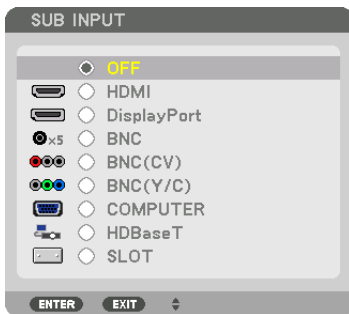 SUB INPUT
OFF
HDMI
DisplayPort
×5 BNC
BNC(CV)
BNC(Y/C)
COMPUTER
HDBaseT
SLOT
ENTER EXIT